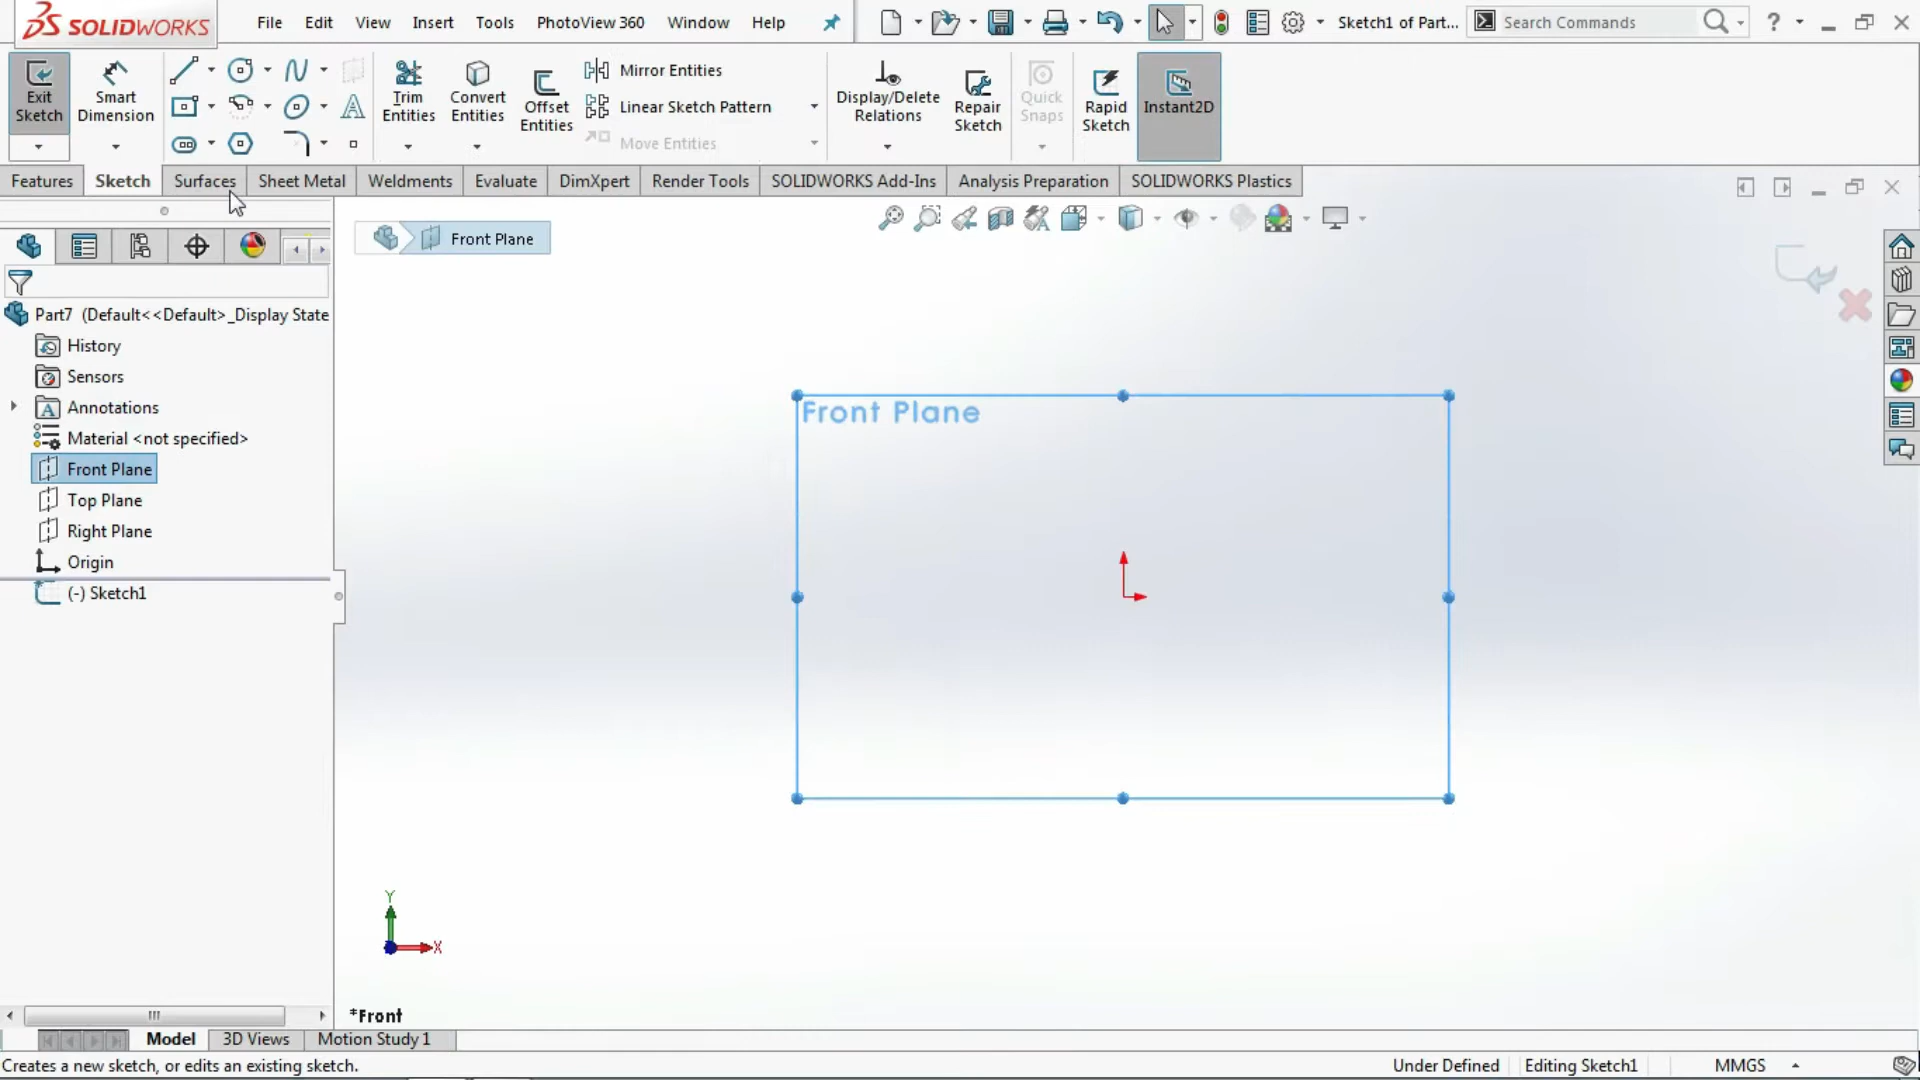 SOLIDWORKS File Edit View Insert Tools PhotoView 360 Window Help Sketch1 of Part... Search Commands ?
Exit Sketch
Smart Dimension
Trim Entities
Convert Entities
Offset Entities
Mirror Entities
Linear Sketch Pattern
Move Entities
Display/Delete Relations
Repair Sketch
Quick Snaps
Rapid Sketch
Instant2D
Features Sketch Surfaces Sheet Metal Weldments Evaluate DimXpert Render Tools SOLIDWORKS Add-Ins Analysis Preparation SOLIDWORKS Plastics
Front Plane
Part7 (Default<<Default>_Display State
History
Sensors
Annotations
Material <not specified>
Front Plane
Top Plane
Right Plane
Origin
(-) Sketch1
Front Plane
Y
X
*Front
Model 3D Views Motion Study 1
Creates a new sketch, or edits an existing sketch. Under Defined Editing Sketch1 MMGS